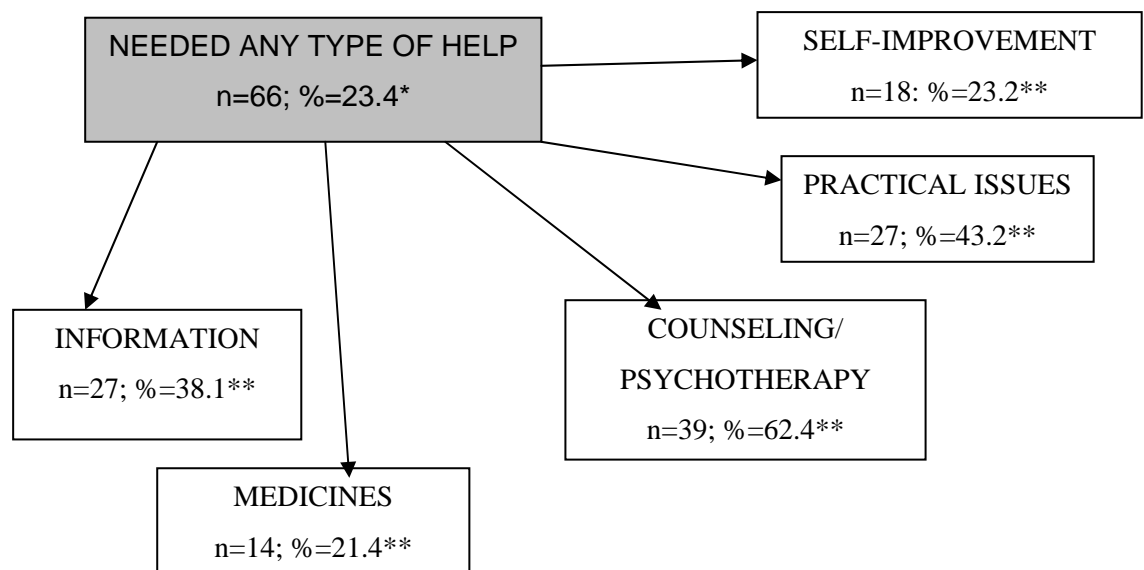 NEEDED ANY TYPE OF HELP
n=66; %=23.4*
SELF-IMPROVEMENT
n=18: %=23.2**
PRACTICAL ISSUES
n=27; %=43.2**
INFORMATION
n=27; %=38.1**
COUNSELING/
PSYCHOTHERAPY
n=39; %=62.4**
MEDICINES
n=14; %=21.4**